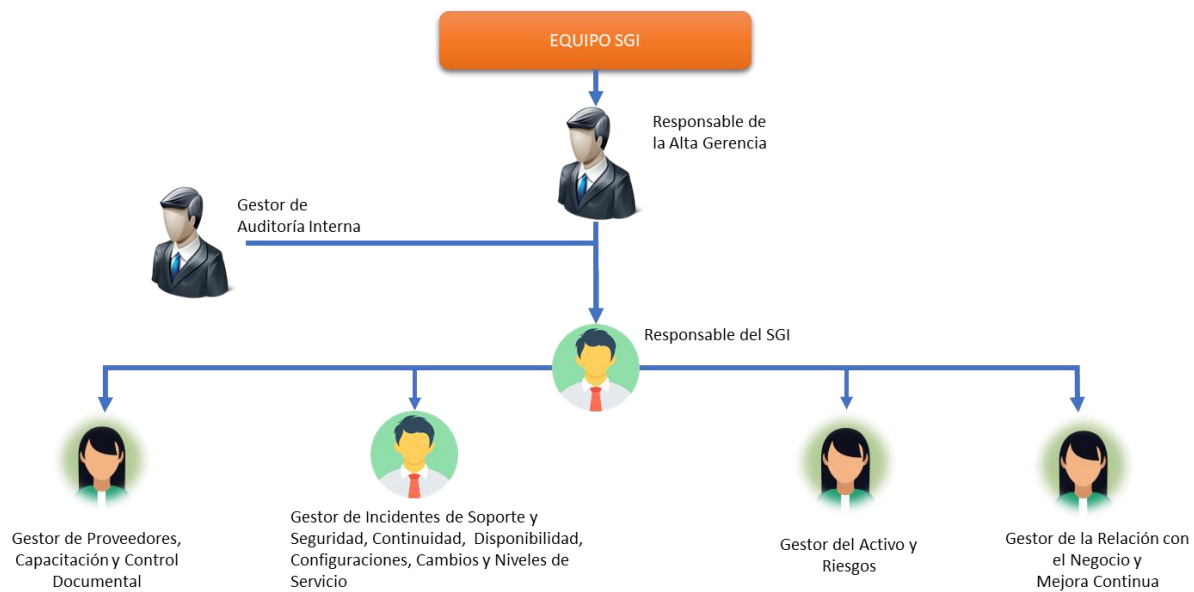 EQUIPO SGI
Responsable de
la Alta Gerencia
Gestor de
Auditoría Interna
Responsable del SGI
Gestor de Proveedores,
Capacitación y Control
Documental
Gestor de Incidentes de Soporte y
Seguridad, Continuidad, Disponibilidad,
Configuraciones, Cambios y Niveles de
Servicio
Gestor del Activo y
Riesgos
Gestor de la Relación con
el Negocio y
Mejora Continua